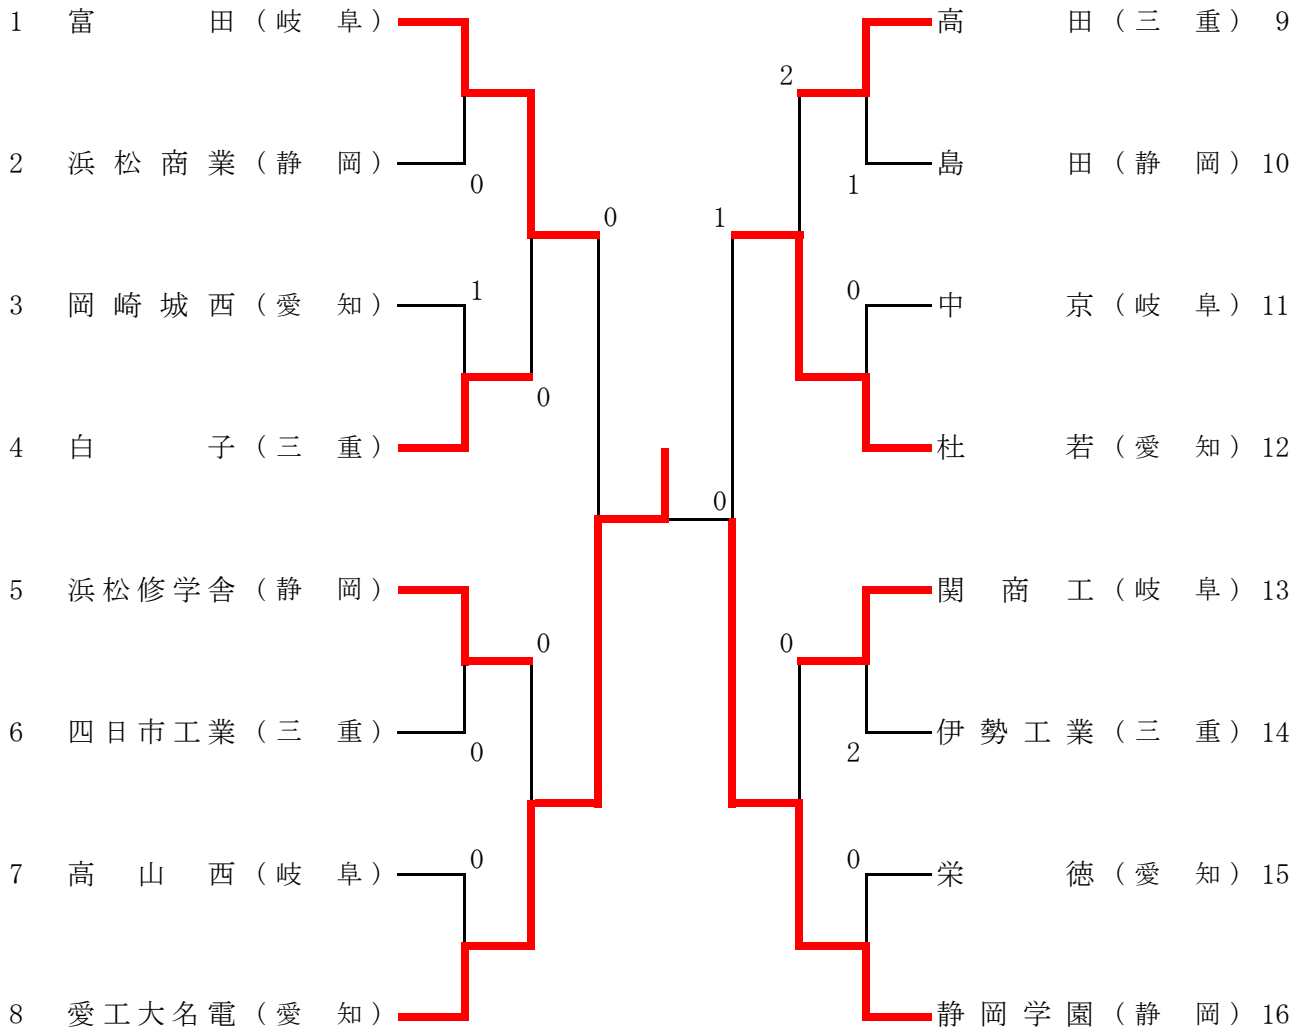 1 富田(岐阜)
高田(三重) 9
2
2 浜松商業(静岡)
島田(静岡) 10
0
1
0
1
3 岡崎城西(愛知)
1
0
中京(岐阜) 11
0
4 白子(三重)
杜若(愛知) 12
0
5 浜松修学舎(静岡)
関商工(岐阜) 13
0
0
6 四日市工業(三重)
伊勢工業(三重) 14
0
2
7 高山西(岐阜)
0
0
栄徳(愛知) 15
8 愛工大名電(愛知)
静岡学園(静岡) 16